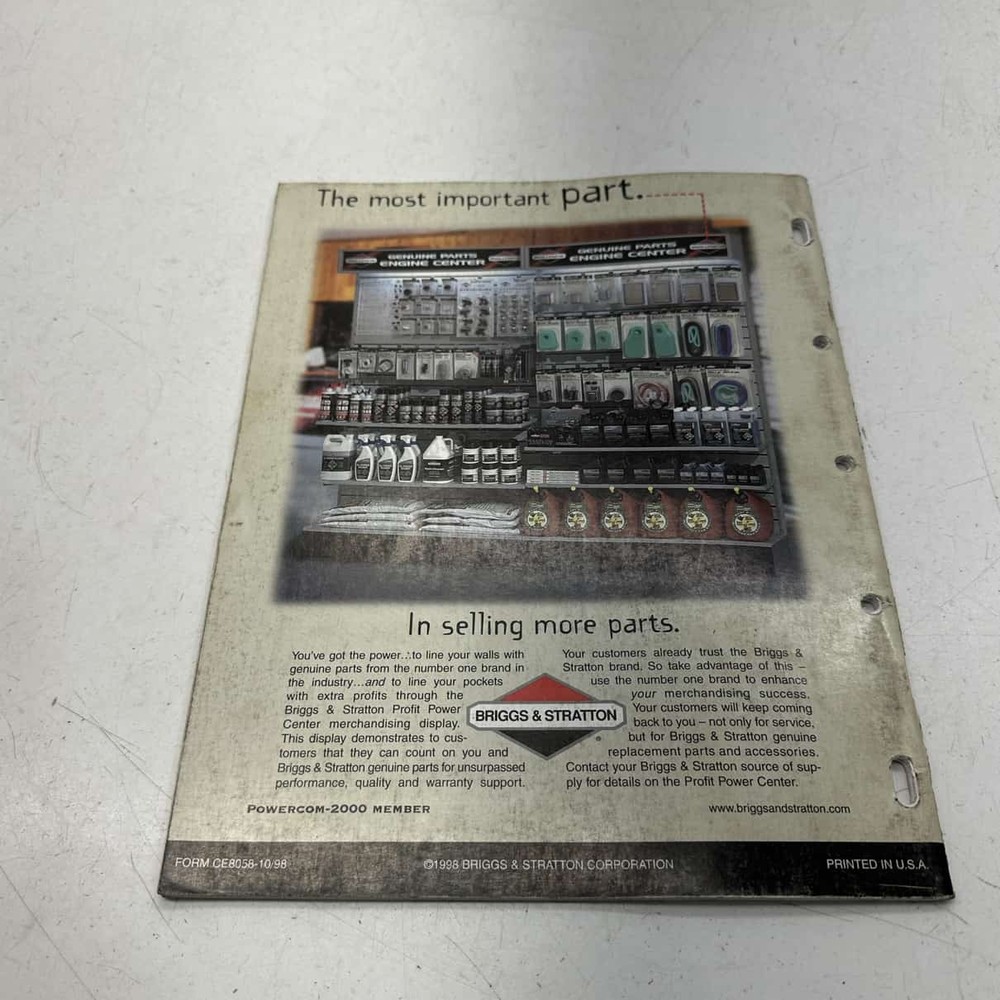 The most important part.
GENUINE PARTS
ENGINE CENTER
GENUINE PARTS
ENGINE CENTER
In selling more parts.
You've got the power...to line your walls with
genuine parts from the number one brand in
the industry...and to line your pockets
with extra profits through the
Briggs & Stratton Profit Power
Center merchandising display.
This display demonstrates to cus-
tomers that they can count on you and
Briggs & Stratton genuine parts for unsurpassed
performance, quality and warranty support.
BRIGGS & STRATTON
®
Your customers already trust the Briggs &
Stratton brand. So take advantage of this –
use the number one brand to enhance
your merchandising success.
Your customers will keep coming
back to you – not only for service,
but for Briggs & Stratton genuine
replacement parts and accessories.
Contact your Briggs & Stratton source of sup-
ply for details on the Profit Power Center.
POWERCOM-2000 MEMBER
www.briggsandstratton.com
FORM CE8058-10/98
©1998 BRIGGS & STRATTON CORPORATION
PRINTED IN U.S.A.